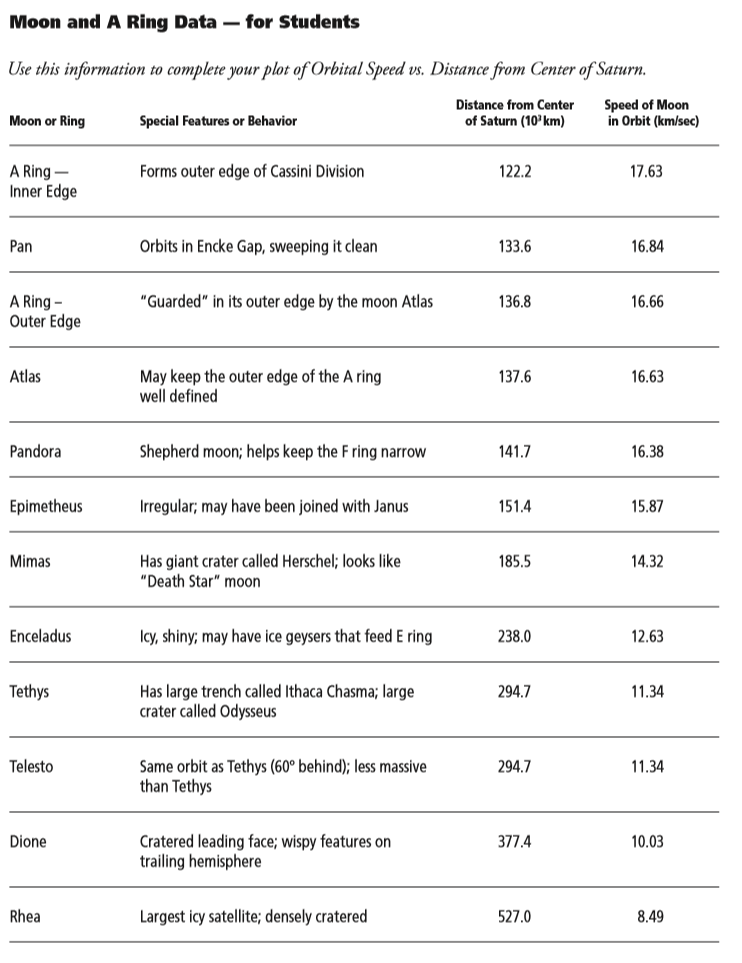 Moon and A Ring Data — for Students
Use this information to complete your plot of Orbital Speed vs. Distance from Center of Saturn.
Moon or Ring Special Features or Behavior Distance from Center of Saturn (10³ km) Speed of Moon in Orbit (km/sec)
A Ring — Inner Edge Forms outer edge of Cassini Division 122.2 17.63
Pan Orbits in Encke Gap, sweeping it clean 133.6 16.84
A Ring – Outer Edge “Guarded” in its outer edge by the moon Atlas 136.8 16.66
Atlas May keep the outer edge of the A ring well defined 137.6 16.63
Pandora Shepherd moon; helps keep the F ring narrow 141.7 16.38
Epimetheus Irregular; may have been joined with Janus 151.4 15.87
Mimas Has giant crater called Herschel; looks like “Death Star” moon 185.5 14.32
Enceladus Icy, shiny; may have ice geysers that feed E ring 238.0 12.63
Tethys Has large trench called Ithaca Chasma; large crater called Odysseus 294.7 11.34
Telesto Same orbit as Tethys (60º behind); less massive than Tethys 294.7 11.34
Dione Cratered leading face; wispy features on trailing hemisphere 377.4 10.03
Rhea Largest icy satellite; densely cratered 527.0 8.49